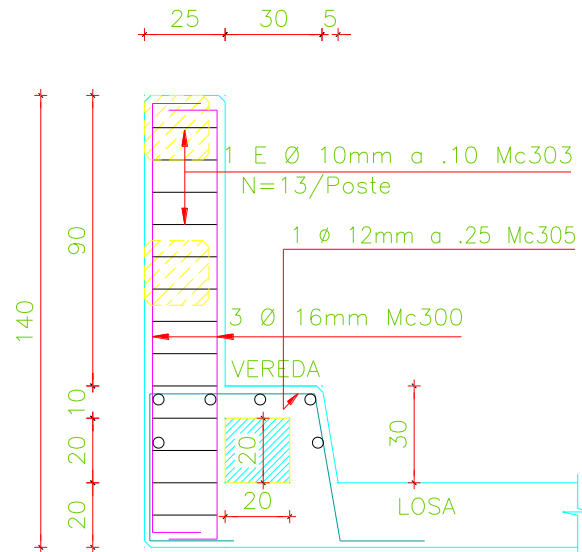 25 30 5
1 E Ø 10mm a .10 Mc303
N=13/Poste
1 ø 12mm a .25 Mc305
90
140
3 Ø 16mm Mc300
VEREDA
10
30
20
20
20
LOSA
20